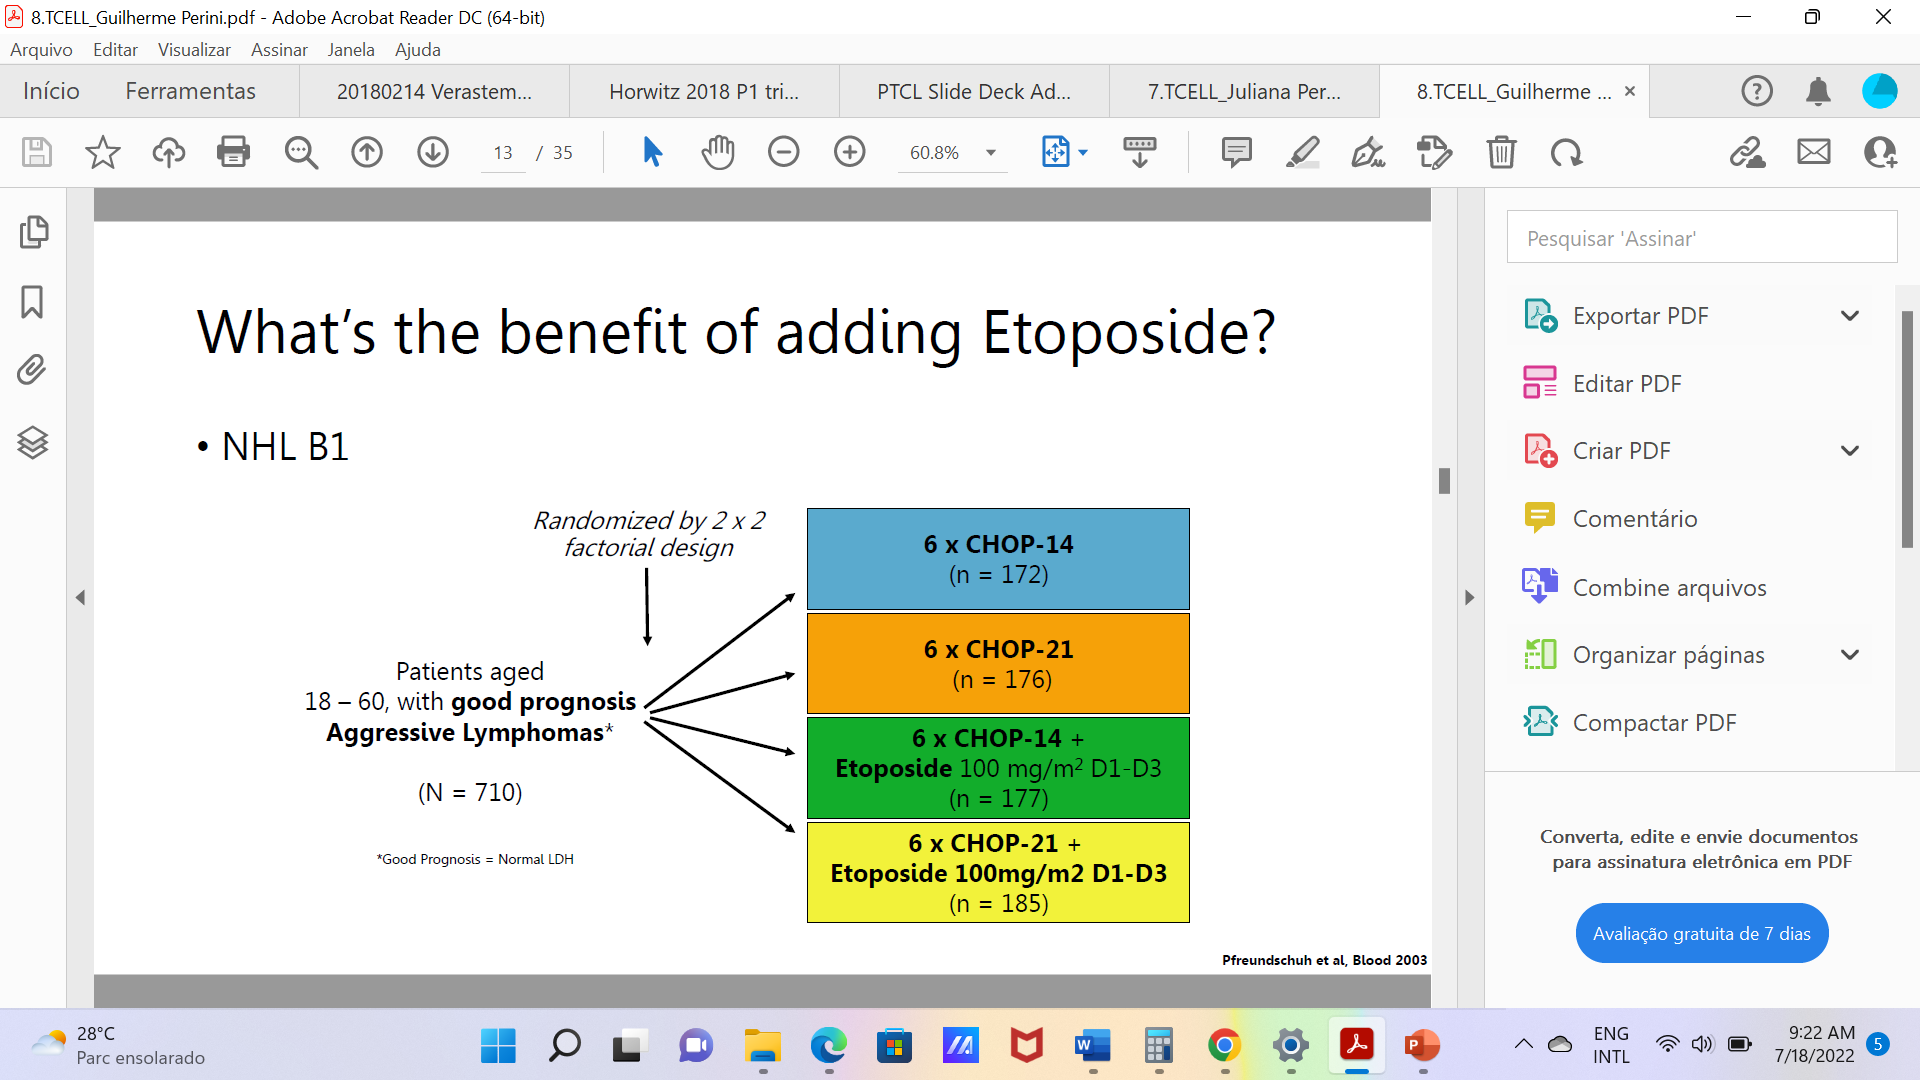 8.TCELL_Guilherme Perini.pdf - Adobe Acrobat Reader DC (64-bit)
Arquivo Editar Visualizar Assinar Janela Ajuda
Início Ferramentas 20180214 Verastem... Horwitz 2018 P1 tri... PTCL Slide Deck Ad... 7.TCELL_Juliana Per... 8.TCELL_Guilherme ...
13 / 35 60.8%
What's the benefit of adding Etoposide?
• NHL B1
Randomized by 2 x 2
factorial design
Patients aged
18 – 60, with good prognosis
Aggressive Lymphomas*
(N = 710)
*Good Prognosis = Normal LDH
6 x CHOP-14
(n = 172)
6 x CHOP-21
(n = 176)
6 x CHOP-14 +
Etoposide 100 mg/m² D1-D3
(n = 177)
6 x CHOP-21 +
Etoposide 100mg/m2 D1-D3
(n = 185)
Pfreundschuh et al, Blood 2003
Pesquisar 'Assinar'
Exportar PDF
Editar PDF
Criar PDF
Comentário
Combine arquivos
Organizar páginas
Compactar PDF
Converta, edite e envie documentos
para assinatura eletrônica em PDF
Avaliação gratuita de 7 dias
28°C
Parc ensolarado
ENG
INTL
9:22 AM
7/18/2022
5